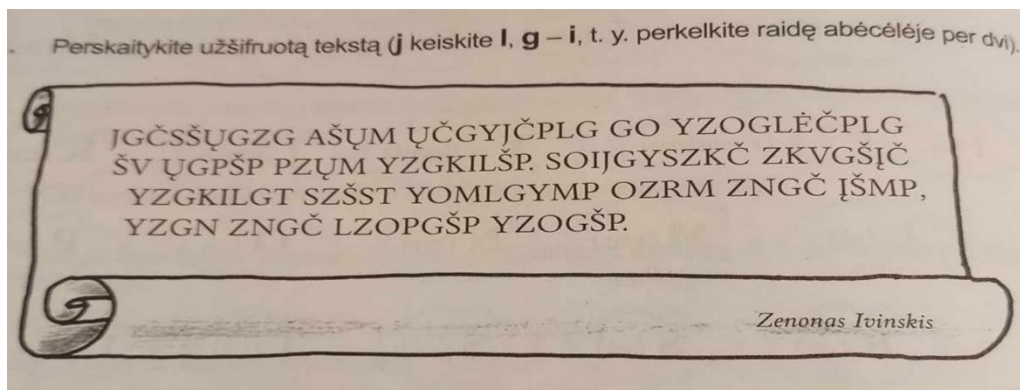 Perskaitykite užšifruotą tekstą (j keiskite l, g – i, t. y. perkelkite raidę abėcėlėje per dvi).
JGČSŠŲGZG AŠŲM ŲČGYJČPLG GO YZOGLĖČPLG
ŠV ŲGPŠP PZŲM YZGKILŠP. SOIJGYSZKČ ZKVGŠĮČ
YZGKILGT SZŠST YOMLGYMP OZRM ZNGČ ĮŠMP,
YZGN ZNGČ LZOPGŠP YZOGŠP.
Zenonas Ivinskis